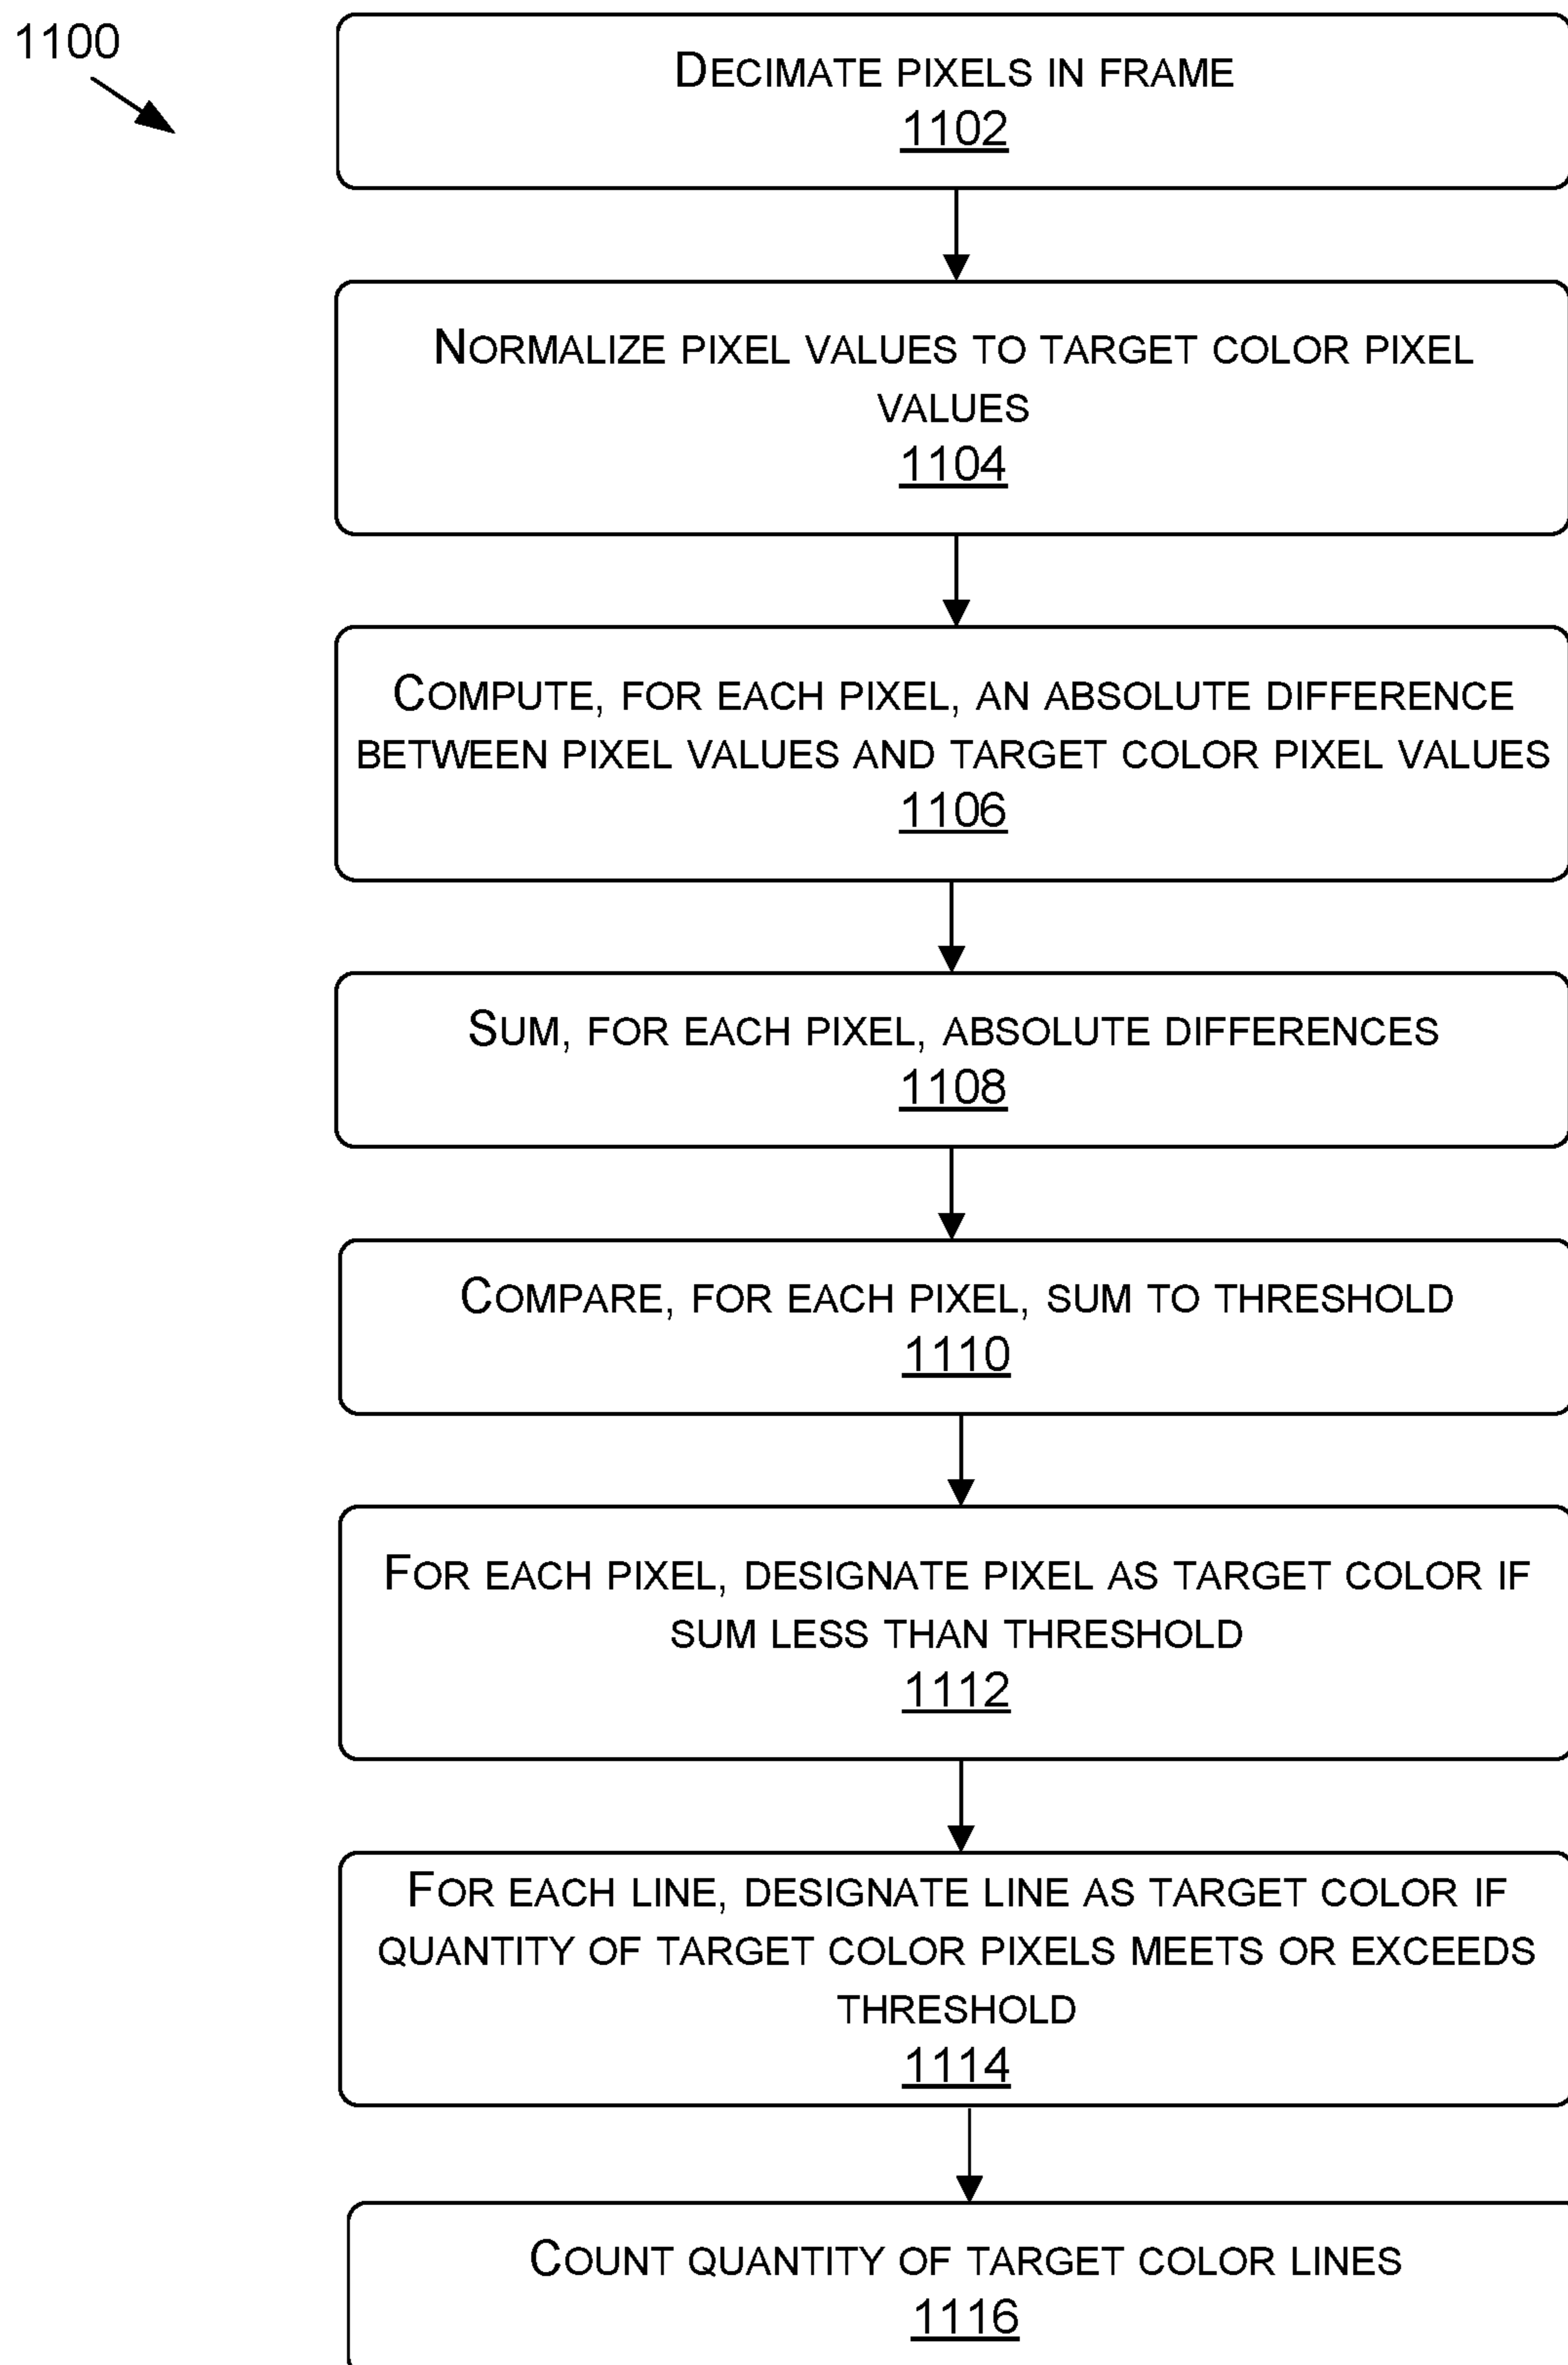 1100
DECIMATE PIXELS IN FRAME
1102
NORMALIZE PIXEL VALUES TO TARGET COLOR PIXEL
VALUES
1104
COMPUTE, FOR EACH PIXEL, AN ABSOLUTE DIFFERENCE
BETWEEN PIXEL VALUES AND TARGET COLOR PIXEL VALUES
1106
SUM, FOR EACH PIXEL, ABSOLUTE DIFFERENCES
1108
COMPARE, FOR EACH PIXEL, SUM TO THRESHOLD
1110
FOR EACH PIXEL, DESIGNATE PIXEL AS TARGET COLOR IF
SUM LESS THAN THRESHOLD
1112
FOR EACH LINE, DESIGNATE LINE AS TARGET COLOR IF
QUANTITY OF TARGET COLOR PIXELS MEETS OR EXCEEDS
THRESHOLD
1114
COUNT QUANTITY OF TARGET COLOR LINES
1116